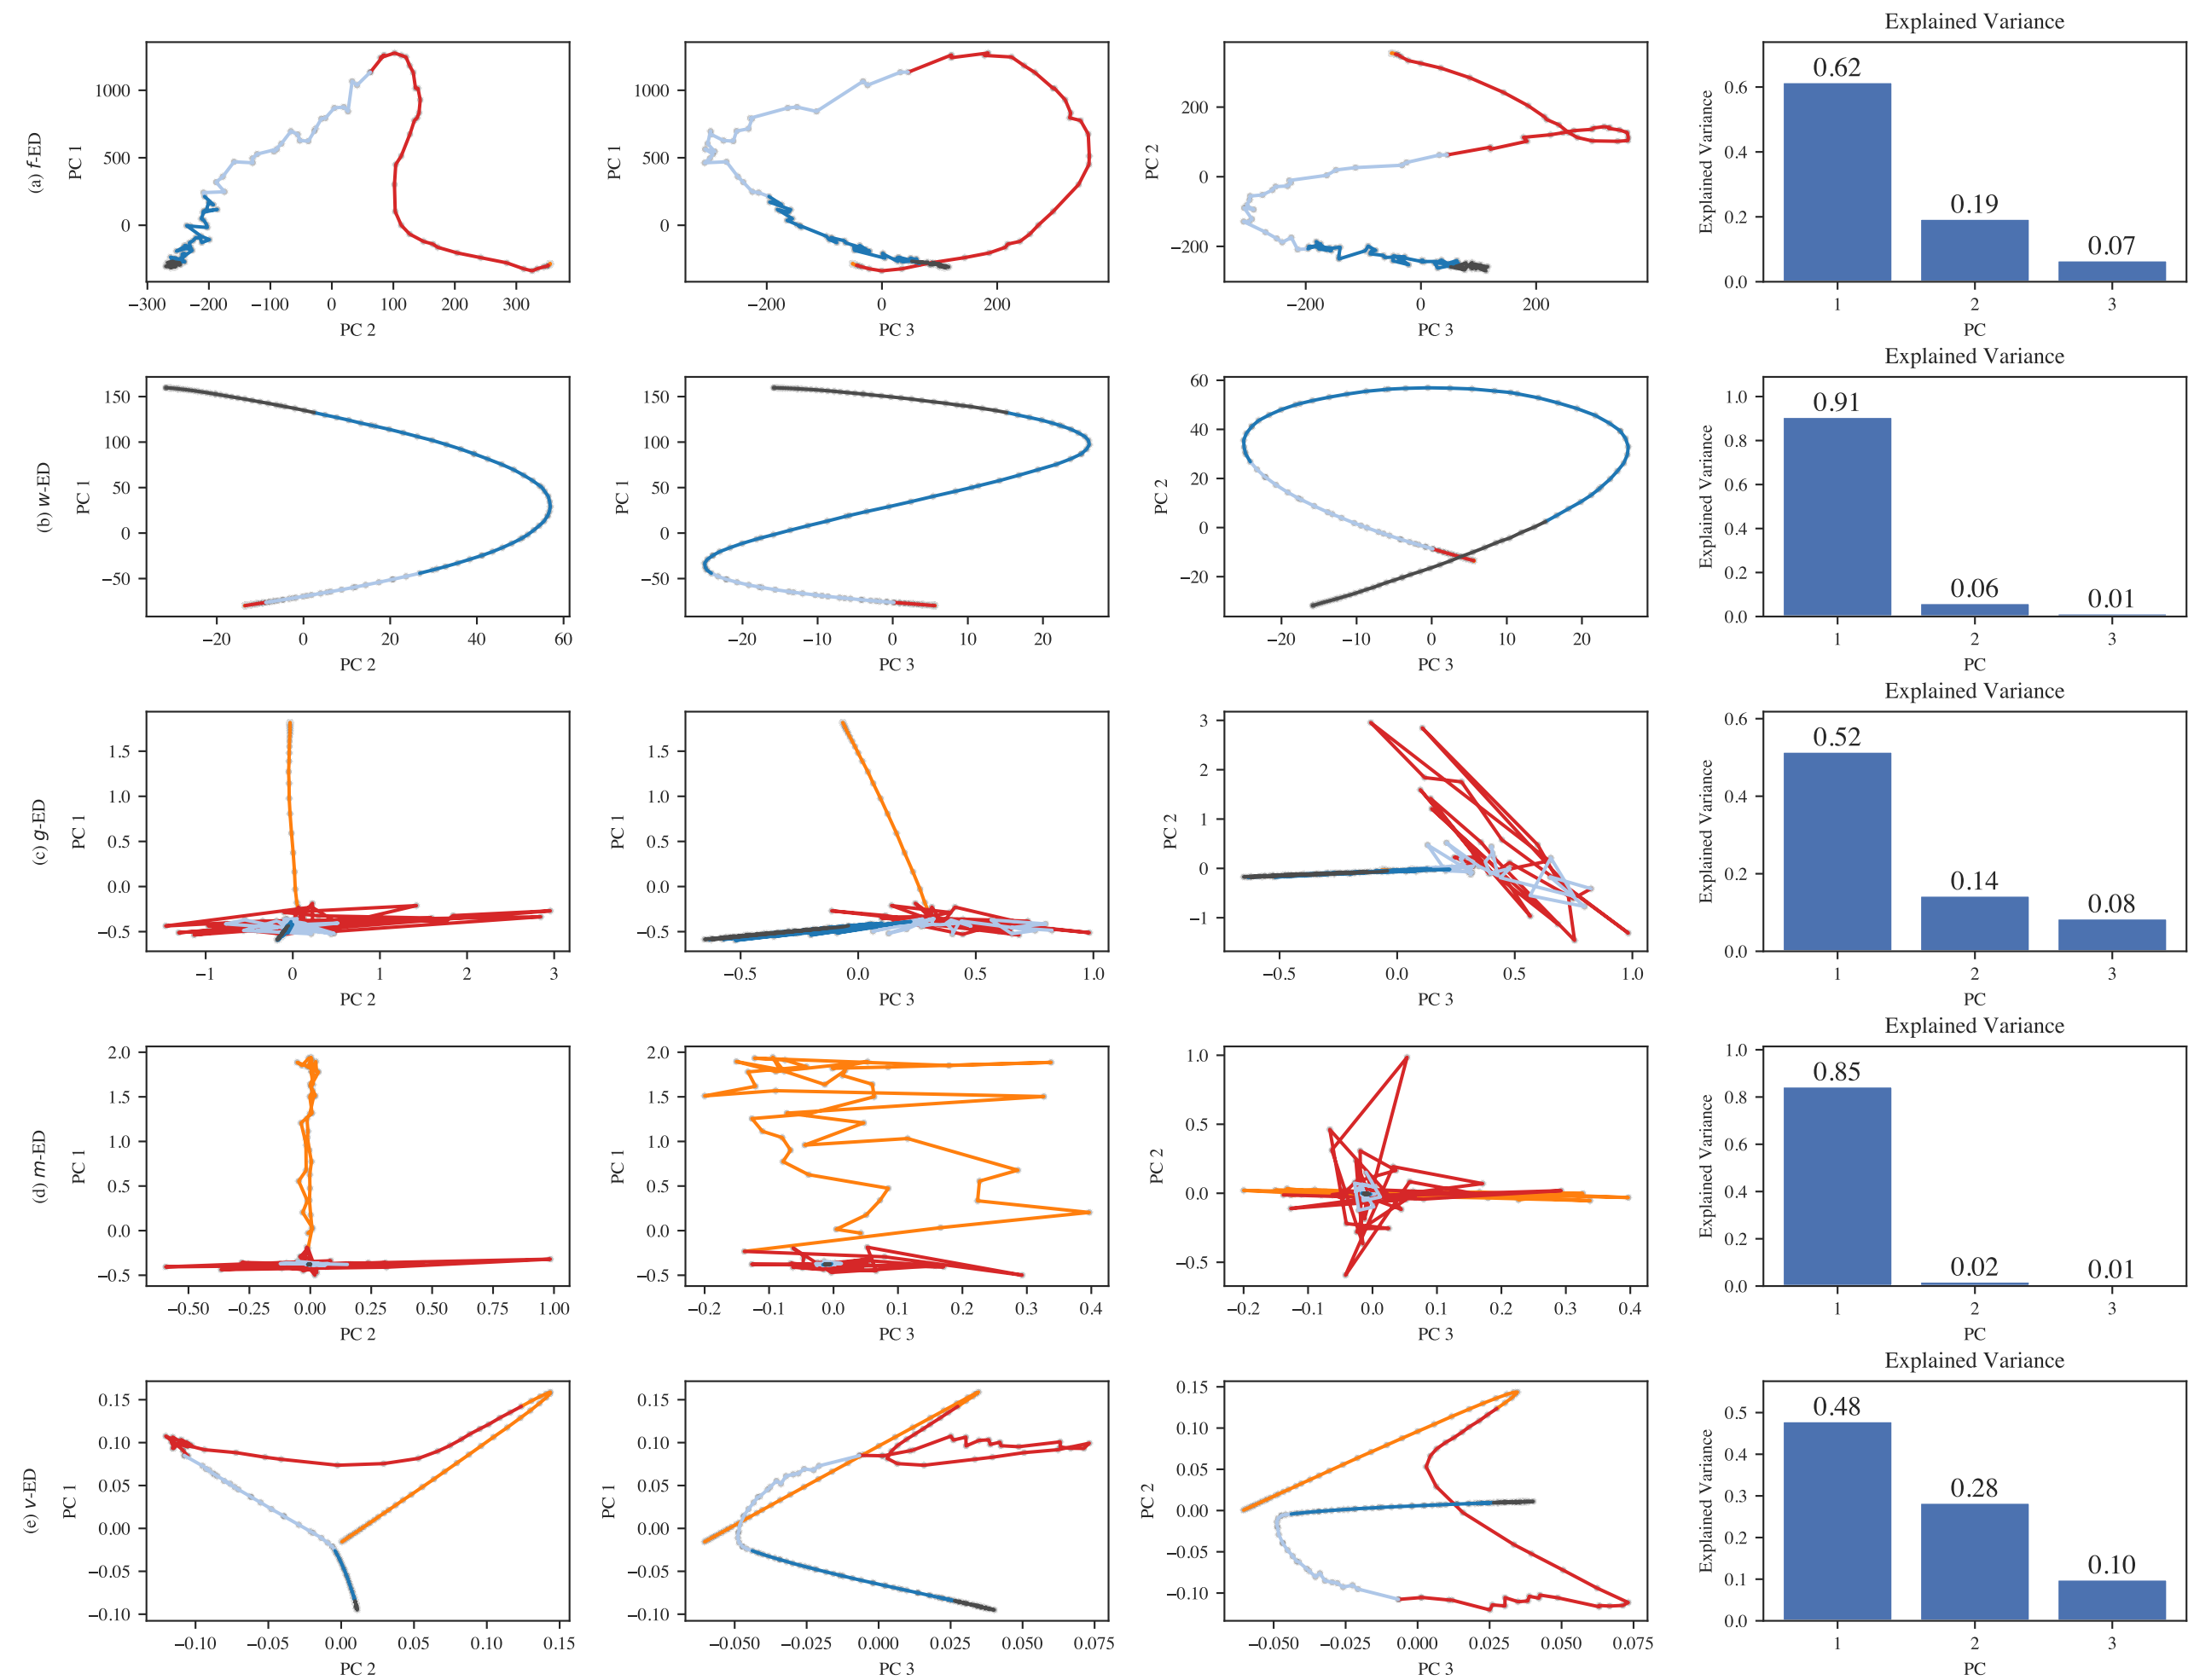 Explained Variance
(a) f-ED
PC 1
1000
500
0
−300 −200 −100 0 100 200 300
PC 2
PC 1
1000
500
0
−200 0 200
PC 3
PC 2
200
0
−200
−200 0 200
PC 3
Explained Variance
0.6
0.4
0.2
0.0
0.62
0.19
0.07
1 2 3
PC
Explained Variance
(b) w-ED
PC 1
150
100
50
0
−50
−20 0 20 40 60
PC 2
PC 1
150
100
50
0
−50
−20 −10 0 10 20
PC 3
PC 2
60
40
20
0
−20
−20 −10 0 10 20
PC 3
Explained Variance
1.0
0.8
0.6
0.4
0.2
0.0
0.91
0.06
0.01
1 2 3
PC
Explained Variance
(c) g-ED
PC 1
1.5
1.0
0.5
0.0
−0.5
−1 0 1 2 3
PC 2
PC 1
1.5
1.0
0.5
0.0
−0.5
−0.5 0.0 0.5 1.0
PC 3
PC 2
3
2
1
0
−1
−0.5 0.0 0.5 1.0
PC 3
Explained Variance
0.6
0.4
0.2
0.0
0.52
0.14
0.08
1 2 3
PC
Explained Variance
(d) m-ED
PC 1
2.0
1.5
1.0
0.5
0.0
−0.5
−0.50 −0.25 0.00 0.25 0.50 0.75 1.00
PC 2
PC 1
2.0
1.5
1.0
0.5
0.0
−0.5
−0.2 −0.1 0.0 0.1 0.2 0.3 0.4
PC 3
PC 2
1.0
0.5
0.0
−0.5
−0.2 −0.1 0.0 0.1 0.2 0.3 0.4
PC 3
Explained Variance
1.0
0.8
0.6
0.4
0.2
0.0
0.85
0.02
0.01
1 2 3
PC
Explained Variance
(e) v-ED
PC 1
0.15
0.10
0.05
0.00
−0.05
−0.10
−0.10 −0.05 0.00 0.05 0.10 0.15
PC 2
PC 1
0.15
0.10
0.05
0.00
−0.05
−0.10
−0.050 −0.025 0.000 0.025 0.050 0.075
PC 3
PC 2
0.15
0.10
0.05
0.00
−0.05
−0.10
−0.050 −0.025 0.000 0.025 0.050 0.075
PC 3
Explained Variance
0.5
0.4
0.3
0.2
0.1
0.0
0.48
0.28
0.10
1 2 3
PC